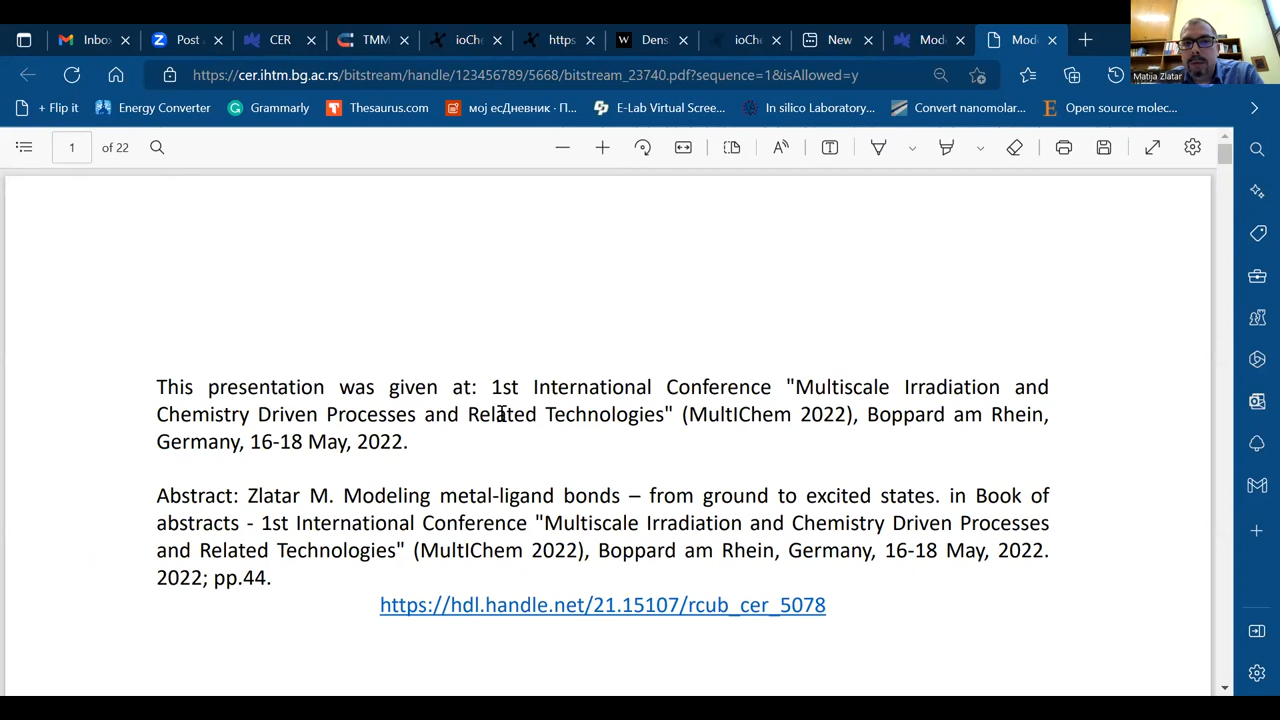 Inbo
Post
CER
TMM
ioChe
https
Dens
ioChe
New
Mod
Mod
https://cer.ihtm.bg.ac.rs/bitstream/handle/123456789/5668/bitstream_23740.pdf?sequence=1&isAllowed=y
Matija Zlatar
+ Flip it
Energy Converter
Grammarly
Thesaurus.com
мој есДневник - П...
E-Lab Virtual Scree...
In silico Laboratory...
Convert nanomolar...
Open source molec...
1 of 22
This presentation was given at: 1st International Conference "Multiscale Irradiation and
Chemistry Driven Processes and Related Technologies" (MultIChem 2022), Boppard am Rhein,
Germany, 16-18 May, 2022.
Abstract: Zlatar M. Modeling metal-ligand bonds – from ground to excited states. in Book of
abstracts - 1st International Conference "Multiscale Irradiation and Chemistry Driven Processes
and Related Technologies" (MultIChem 2022), Boppard am Rhein, Germany, 16-18 May, 2022.
2022; pp.44.
https://hdl.handle.net/21.15107/rcub_cer_5078